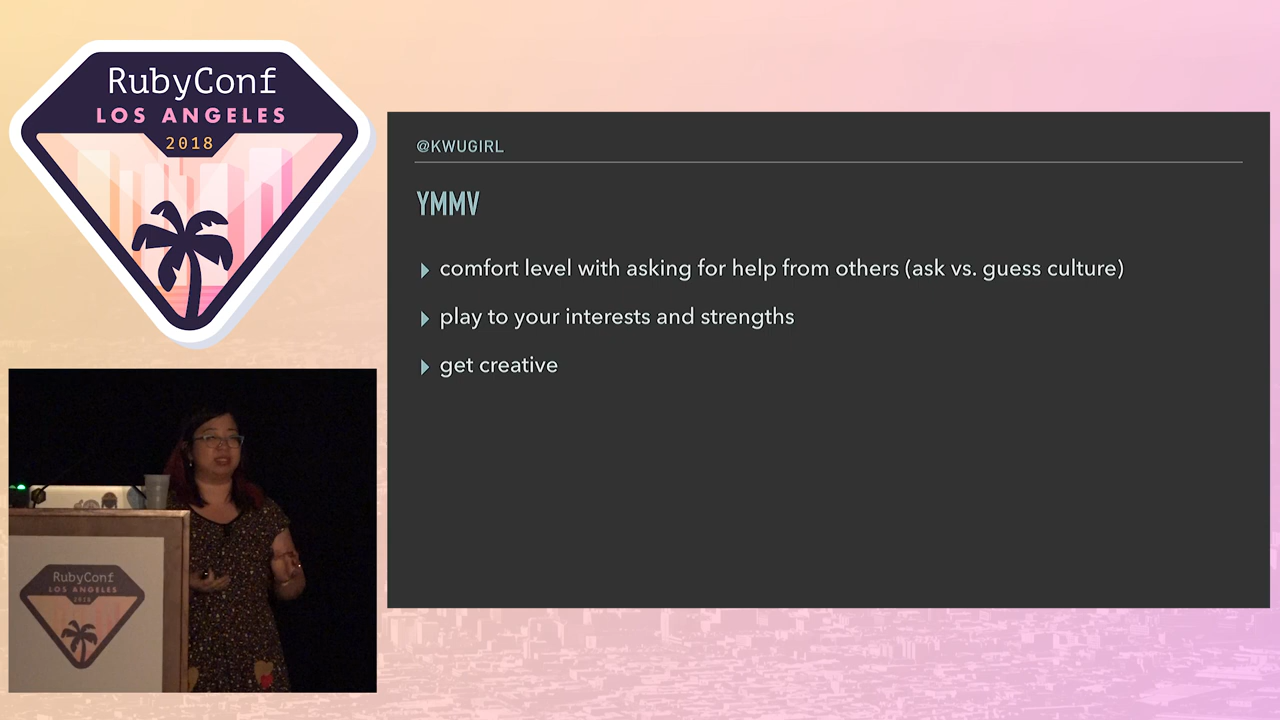 RubyConf
LOS ANGELES
2018
@KWUGIRL
YMMV
comfort level with asking for help from others (ask vs. guess culture)
play to your interests and strengths
get creative
RubyConf
LOS ANGELES
2018